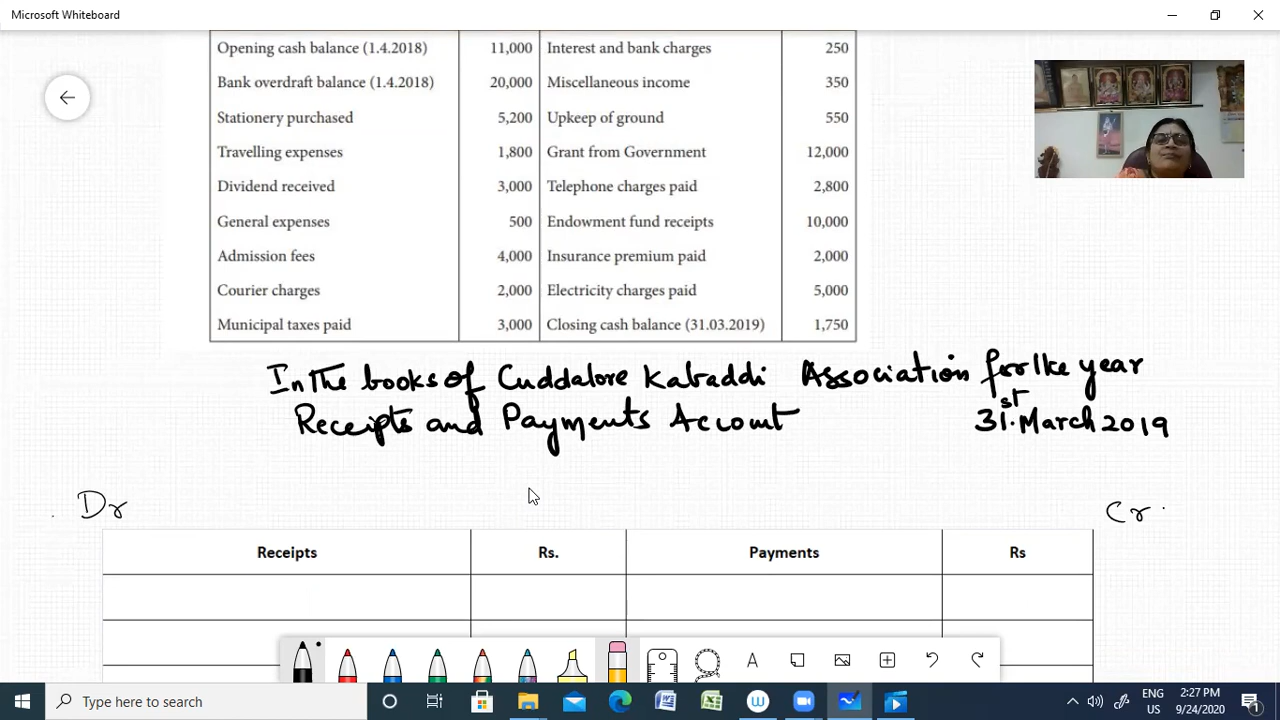 Microsoft Whiteboard
Opening cash balance (1.4.2018) 11,000 Interest and bank charges 250
Bank overdraft balance (1.4.2018) 20,000 Miscellaneous income 350
Stationery purchased 5,200 Upkeep of ground 550
Travelling expenses 1,800 Grant from Government 12,000
Dividend received 3,000 Telephone charges paid 2,800
General expenses 500 Endowment fund receipts 10,000
Admission fees 4,000 Insurance premium paid 2,000
Courier charges 2,000 Electricity charges paid 5,000
Municipal taxes paid 3,000 Closing cash balance (31.03.2019) 1,750
In the books of Cuddalore Kabaddi Association for the year
Receipts and Payments Account 31st March 2019
Dr Cr
Receipts Rs. Payments Rs
Type here to search
ENG 2:27 PM
US 9/24/2020